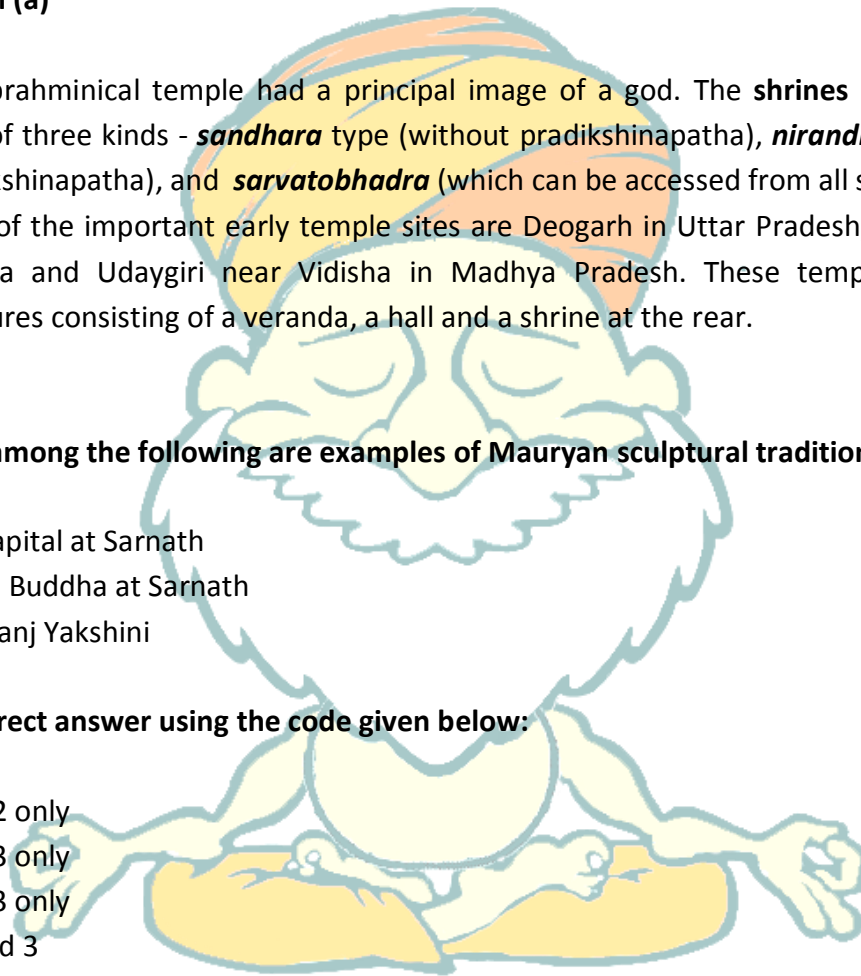 (a)
brahminical temple had a principal image of a god. The shrines
of three kinds - sandhara type (without pradikshinapatha),
kshinapatha), and sarvatobhadra (which can be accessed from all
of the important early temple sites are Deogarh in Uttar Pradesh
and Udaygiri near Vidisha in Madhya Pradesh. These
consisting of a veranda, a hall and a shrine at the rear.
among the following are examples of Mauryan sculptural tradition
apital at Sarnath
Buddha at Sarnath
anj Yakshini
rrect answer using the code given below:
2 only
3 only
3 only
d 3